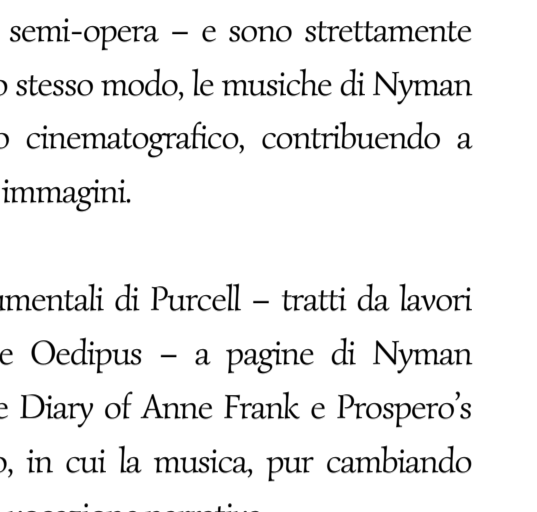 semi-opera – e sono strettamente
o stesso modo, le musiche di Nyman
o cinematografico, contribuendo a
immagini.
umentali di Purcell – tratti da lavori
e Oedipus – a pagine di Nyman
e Diary of Anne Frank e Prospero’s
o, in cui la musica, pur cambiando